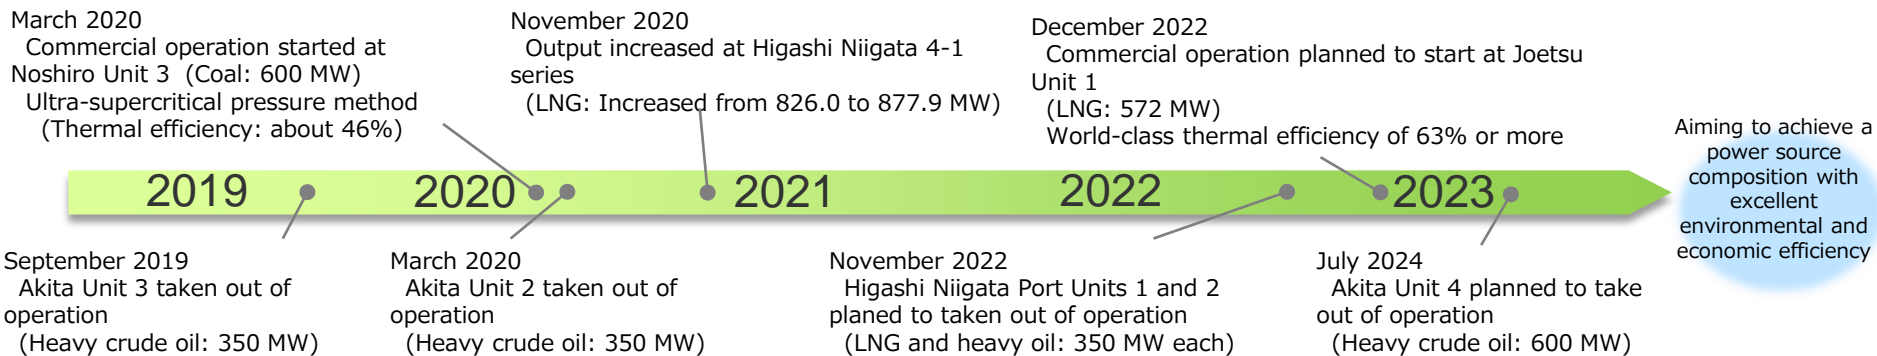 March 2020
Commercial operation started at
Noshiro Unit 3 (Coal: 600 MW)
Ultra-supercritical pressure method
(Thermal efficiency: about 46%)
November 2020
Output increased at Higashi Niigata 4-1
series
(LNG: Increased from 826.0 to 877.9 MW)
December 2022
Commercial operation planned to start at Joetsu
Unit 1
(LNG: 572 MW)
World-class thermal efficiency of 63% or more
2019
2020
2021
2022
2023
Aiming to achieve a
power source
composition with
excellent
environmental and
economic efficiency
September 2019
Akita Unit 3 taken out of
operation
(Heavy crude oil: 350 MW)
March 2020
Akita Unit 2 taken out of
operation
(Heavy crude oil: 350 MW)
November 2022
Higashi Niigata Port Units 1 and 2
planed to taken out of operation
(LNG and heavy oil: 350 MW each)
July 2024
Akita Unit 4 planned to take
out of operation
(Heavy crude oil: 600 MW)